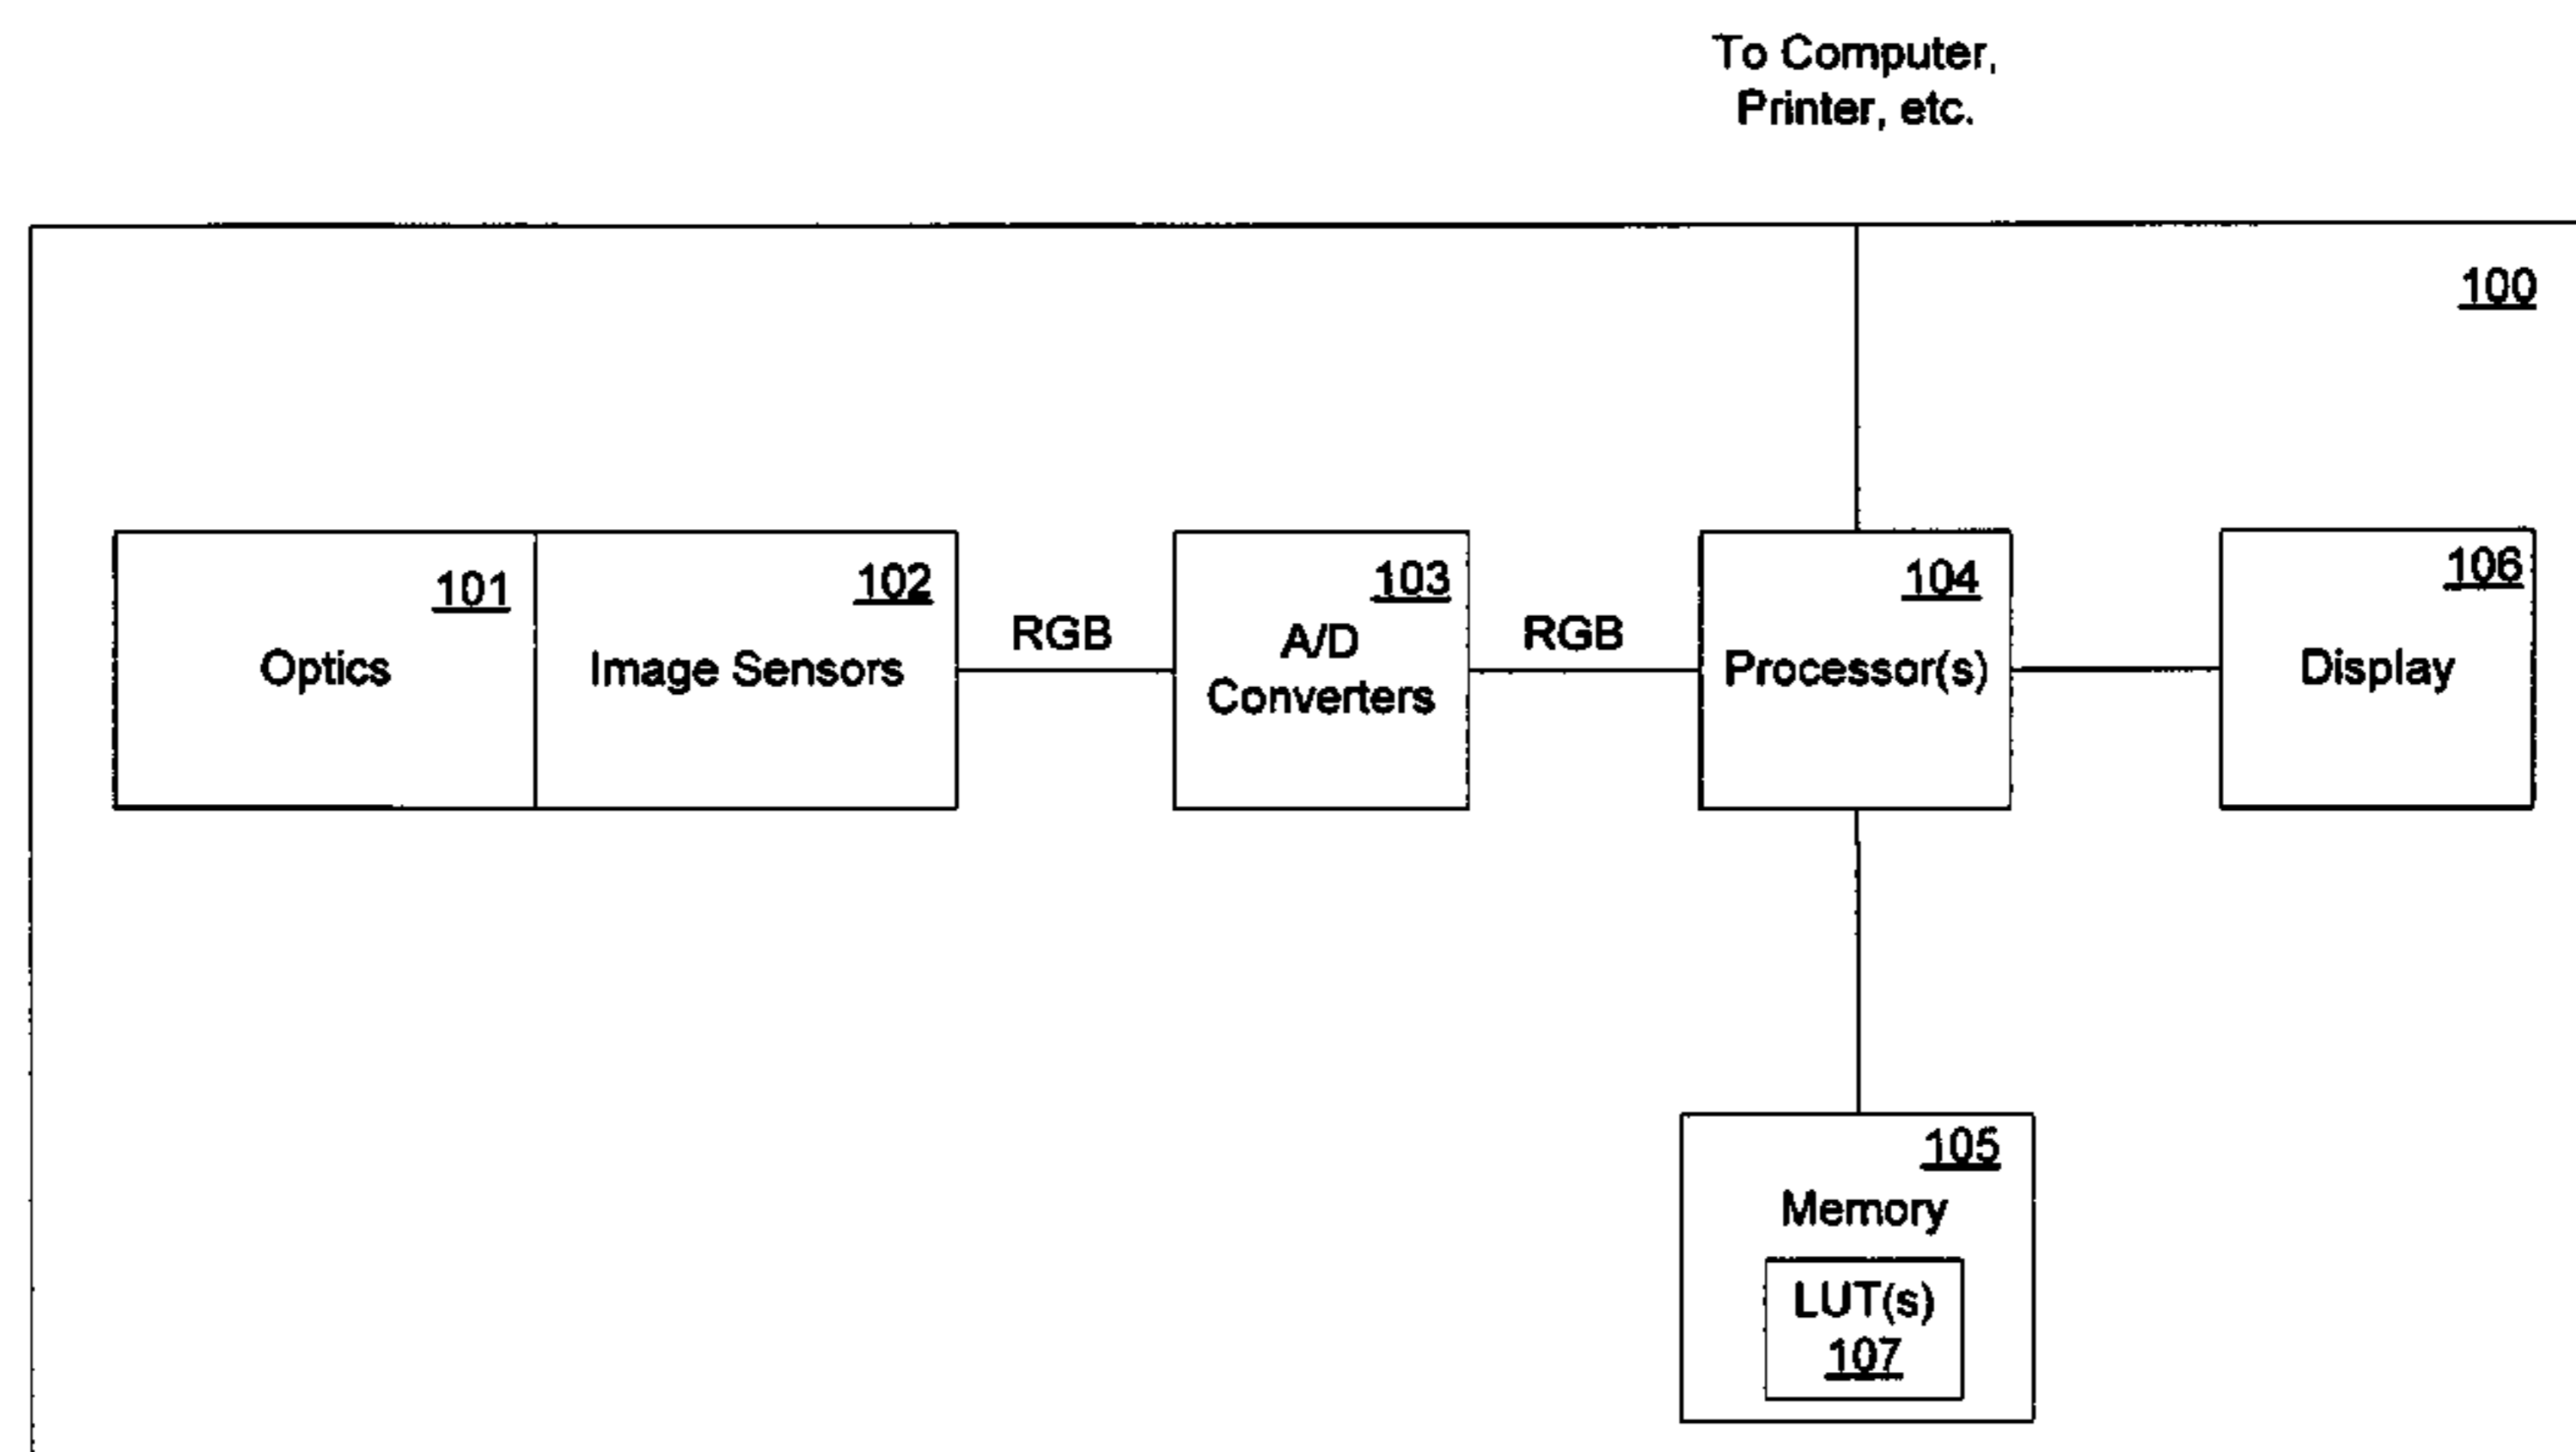 To Computer,
Printer, etc.
100
101
Optics
102
Image Sensors
RGB
103
A/D
Converters
RGB
104
Processor(s)
106
Display
105
Memory
LUT(s)
107